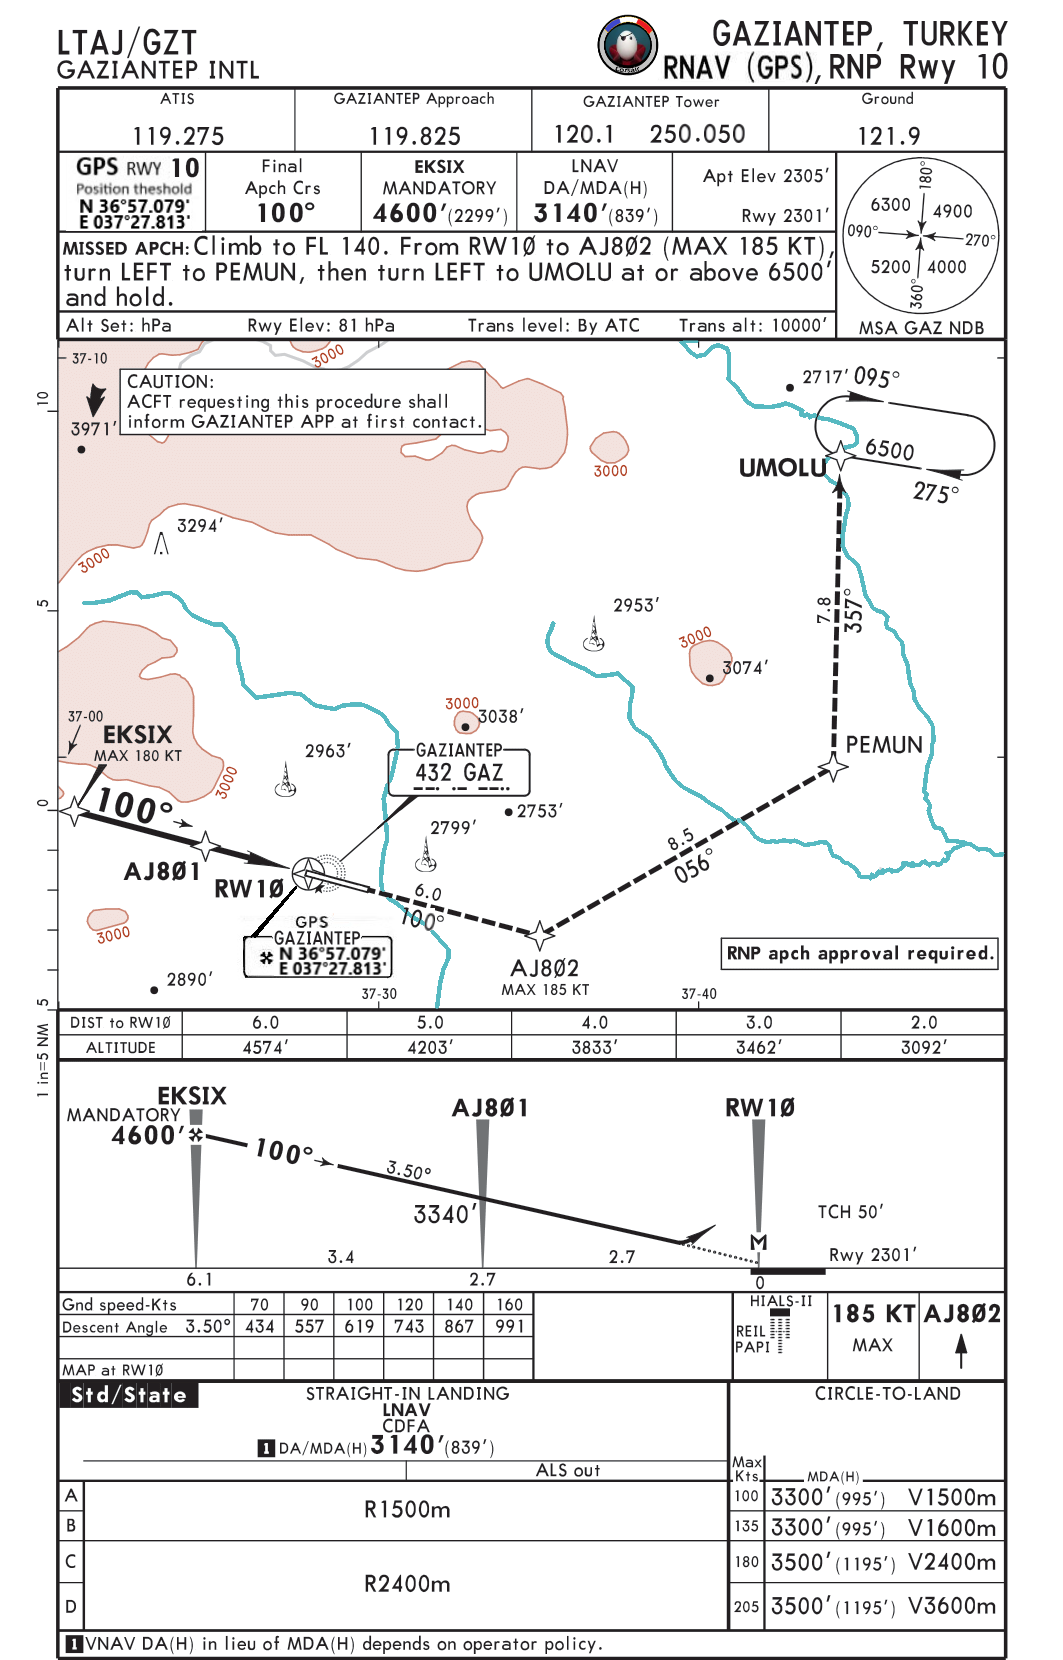 LTAJ/GZT
GAZIANTEP INTL
GAZIANTEP, TURKEY
RNAV (GPS), RNP Rwy 10
ATIS
119.275
GAZIANTEP Approach
119.825
GAZIANTEP Tower
120.1 250.050
Ground
121.9
GPS RWY 10
Position theshold
N 36°57.079'
E 037°27.813'
Final
Apch Crs
100°
EKSIX
MANDATORY
4600'(2299')
LNAV
DA/MDA(H)
3140'(839')
Apt Elev 2305'
Rwy 2301'
180°
6300
4900
090°
270°
5200
4000
360°
MSA GAZ NDB
MISSED APCH: Climb to FL 140. From RW1Ø to AJ8Ø2 (MAX 185 KT),
turn LEFT to PEMUN, then turn LEFT to UMOLU at or above 6500'
and hold.
Alt Set: hPa Rwy Elev: 81 hPa Trans level: By ATC Trans alt: 10000'
37-10
3000
CAUTION:
ACFT requesting this procedure shall
inform GAZIANTEP APP at first contact.
3971'
10
2717'
095°
6500
UMOLU
275°
3000
3294'
3000
5
2953'
7.8
357°
3000
3074'
3000
3038'
37-00
EKSIX
MAX 180 KT
PEMUN
2963'
GAZIANTEP
432 GAZ
3000
0
100°
2753'
2799'
AJ8Ø1
RW1Ø
8.5
056°
6.0
100°
3000
GPS
GAZIANTEP
N 36°57.079'
E 037°27.813'
AJ8Ø2
MAX 185 KT
RNP apch approval required.
2890'
37-30
37-40
5
1 in=5 NM
DIST to RW1Ø 6.0 5.0 4.0 3.0 2.0
ALTITUDE 4574' 4203' 3833' 3462' 3092'
EKSIX
MANDATORY
4600'
AJ8Ø1
RW1Ø
100°
3.50°
3340'
TCH 50'
M
3.4
2.7
Rwy 2301'
6.1
2.7
0
Gnd speed-Kts 70 90 100 120 140 160
Descent Angle 3.50° 434 557 619 743 867 991
MAP at RW1Ø
HIALS-II
REIL
PAPI
185 KT
MAX
AJ8Ø2
Std/State
STRAIGHT-IN LANDING
LNAV
CDFA
1 DA/MDA(H) 3140'(839')
ALS out
CIRCLE-TO-LAND
Max
Kts
MDA(H)
A
B
R1500m
C
D
R2400m
100 3300'(995') V1500m
135 3300'(995') V1600m
180 3500'(1195') V2400m
205 3500'(1195') V3600m
1 VNAV DA(H) in lieu of MDA(H) depends on operator policy.